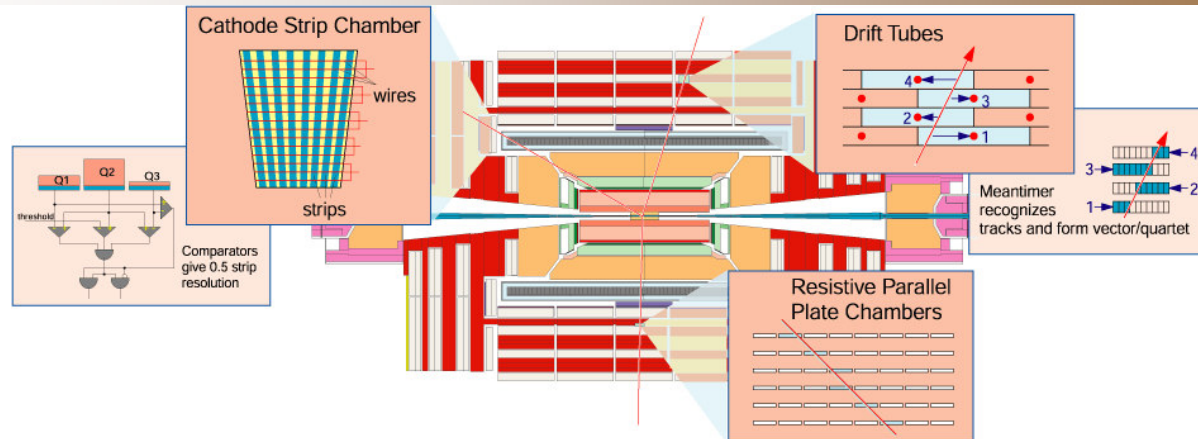 Cathode Strip Chamber
wires
strips
Q1
Q2
Q3
threshold
Comparators
give 0.5 strip
resolution
Drift Tubes
4
3
2
1
4
3
2
1
Meantimer
recognizes
tracks and form vector/quartet
Resistive Parallel
Plate Chambers